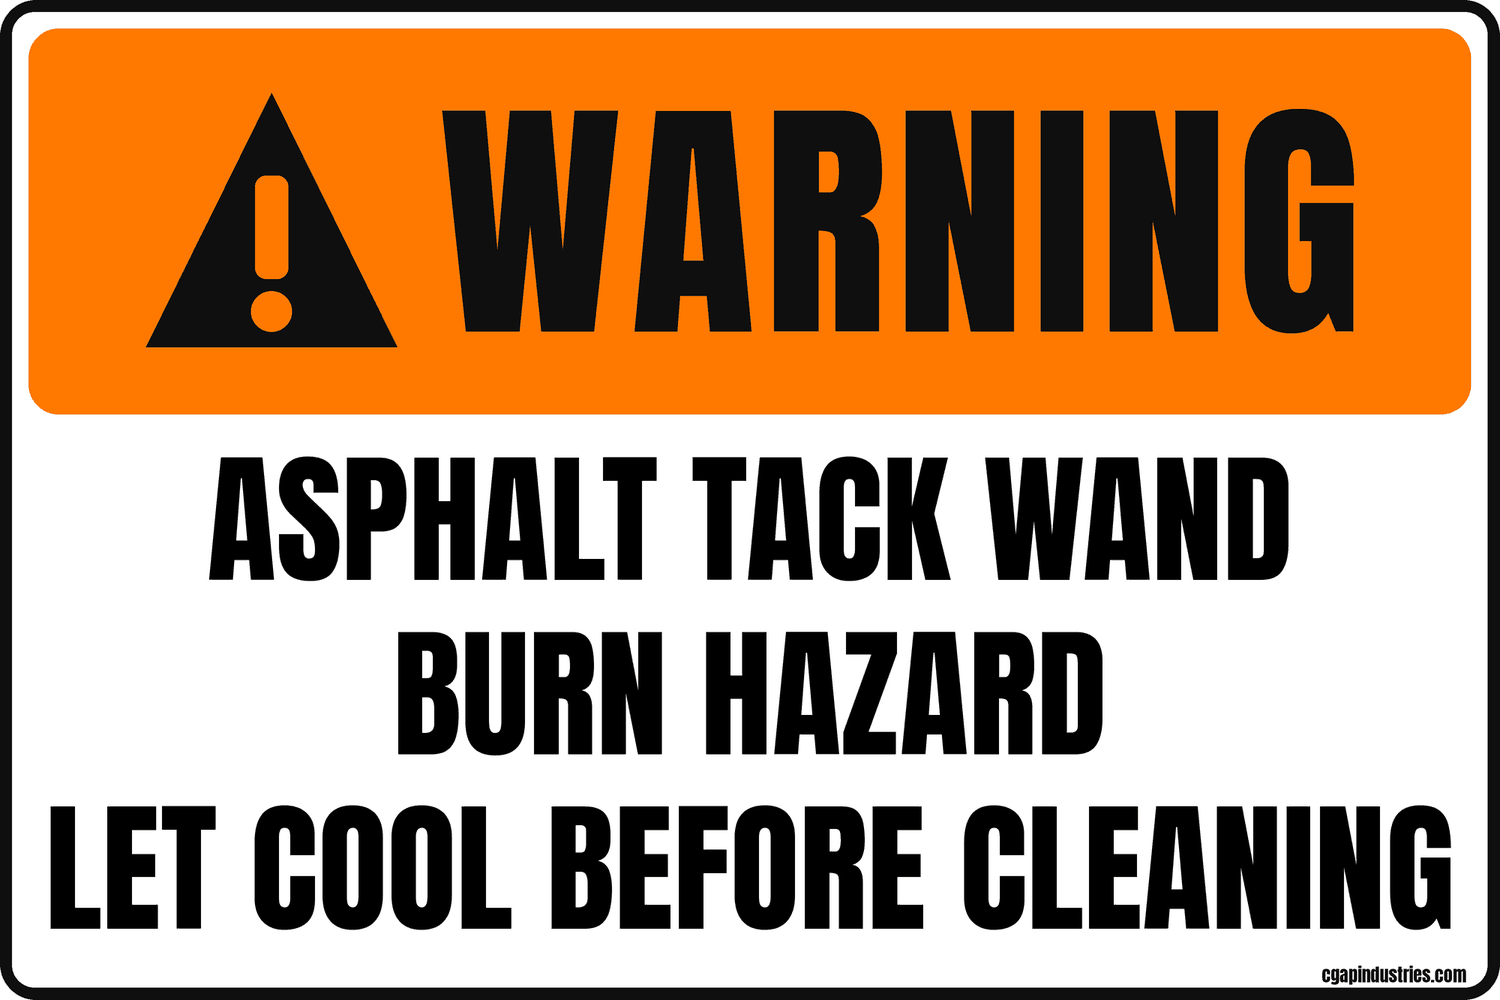 WARNING
ASPHALT TACK WAND
BURN HAZARD
LET COOL BEFORE CLEANING
cgapindustries.com